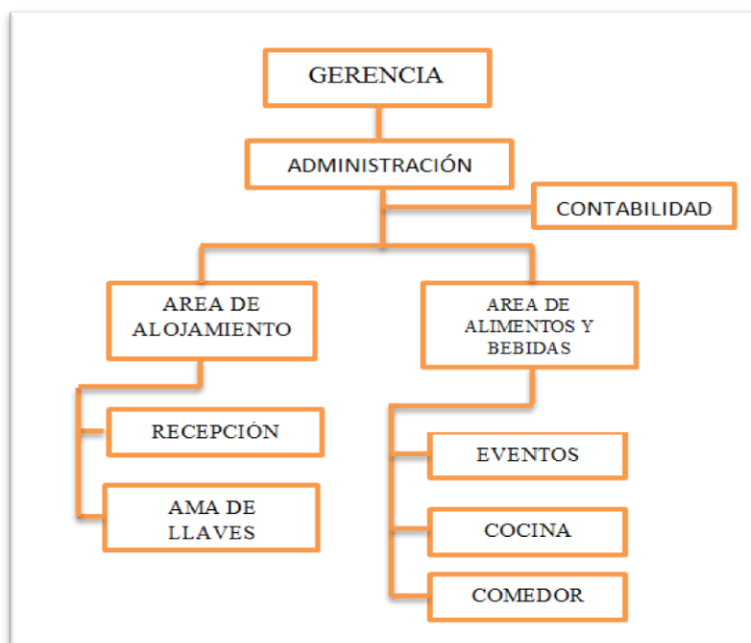 GERENCIA
ADMINISTRACIÓN
CONTABILIDAD
AREA DE
ALOJAMIENTO
AREA DE
ALIMENTOS Y
BEBIDAS
RECEPCIÓN
AMA DE
LLAVES
EVENTOS
COCINA
COMEDOR